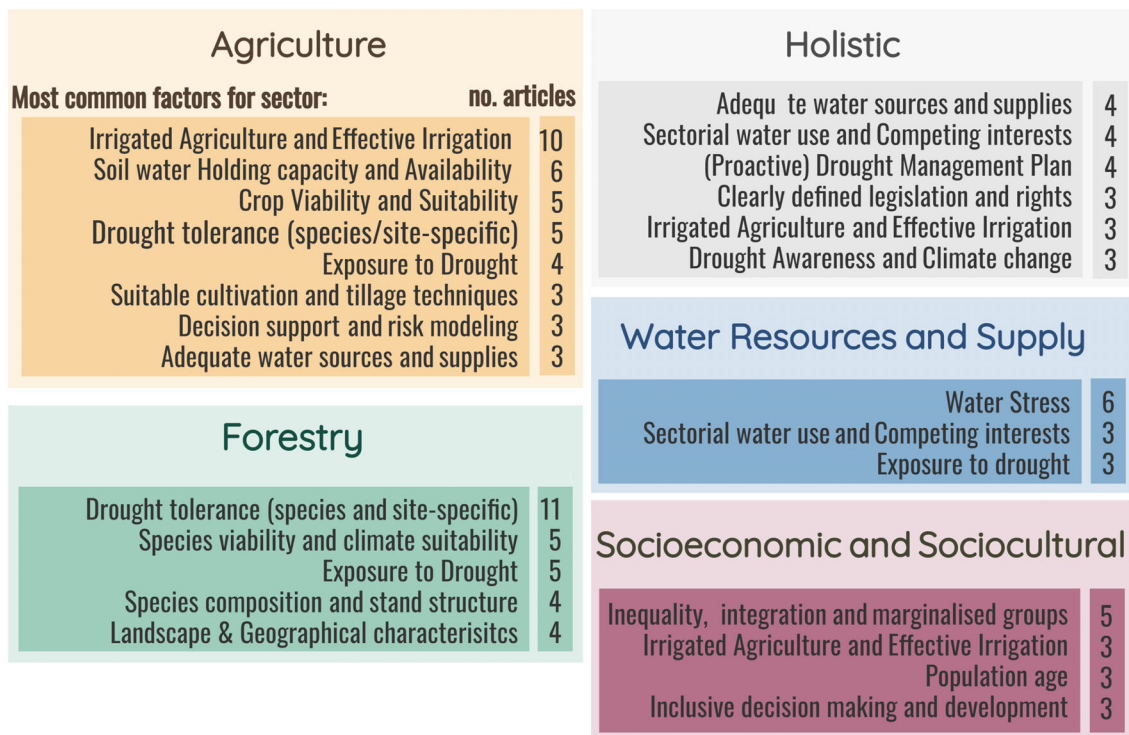 Agriculture
Most common factors for sector: no. articles
Irrigated Agriculture and Effective Irrigation 10
Soil water Holding capacity and Availability 6
Crop Viability and Suitability 5
Drought tolerance (species/site-specific) 5
Exposure to Drought 4
Suitable cultivation and tillage techniques 3
Decision support and risk modeling 3
Adequate water sources and supplies 3
Forestry
Drought tolerance (species and site-specific) 11
Species viability and climate suitability 5
Exposure to Drought 5
Species composition and stand structure 4
Landscape & Geographical characterisitcs 4
Holistic
Adequ te water sources and supplies 4
Sectorial water use and Competing interests 4
(Proactive) Drought Management Plan 4
Clearly defined legislation and rights 3
Irrigated Agriculture and Effective Irrigation 3
Drought Awareness and Climate change 3
Water Resources and Supply
Water Stress 6
Sectorial water use and Competing interests 3
Exposure to drought 3
Socioeconomic and Sociocultural
Inequality, integration and marginalised groups 5
Irrigated Agriculture and Effective Irrigation 3
Population age 3
Inclusive decision making and development 3